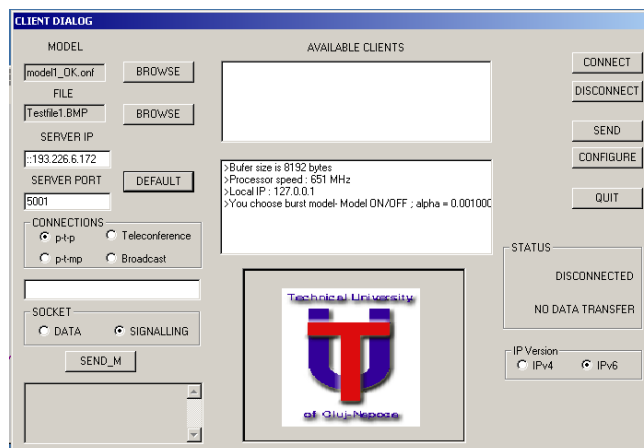 CLIENT DIALOG
MODEL
model1_OK.onf
BROWSE
FILE
Testfile1.BMP
BROWSE
SERVER IP
::193.226.6.172
SERVER PORT
DEFAULT
5001
CONNECTIONS
p-t-p
Teleconference
p-t-mp
Broadcast
SOCKET
DATA
SIGNALLING
SEND_M
AVAILABLE CLIENTS
>Bufer size is 8192 bytes
>Processor speed : 651 MHz
>Local IP : 127.0.0.1
>You choose burst model- Model ON/OFF ; alpha = 0.001000
Technical University
UT
of Cluj-Napoca
CONNECT
DISCONNECT
SEND
CONFIGURE
QUIT
STATUS
DISCONNECTED
NO DATA TRANSFER
IP Version
IPv4
IPv6